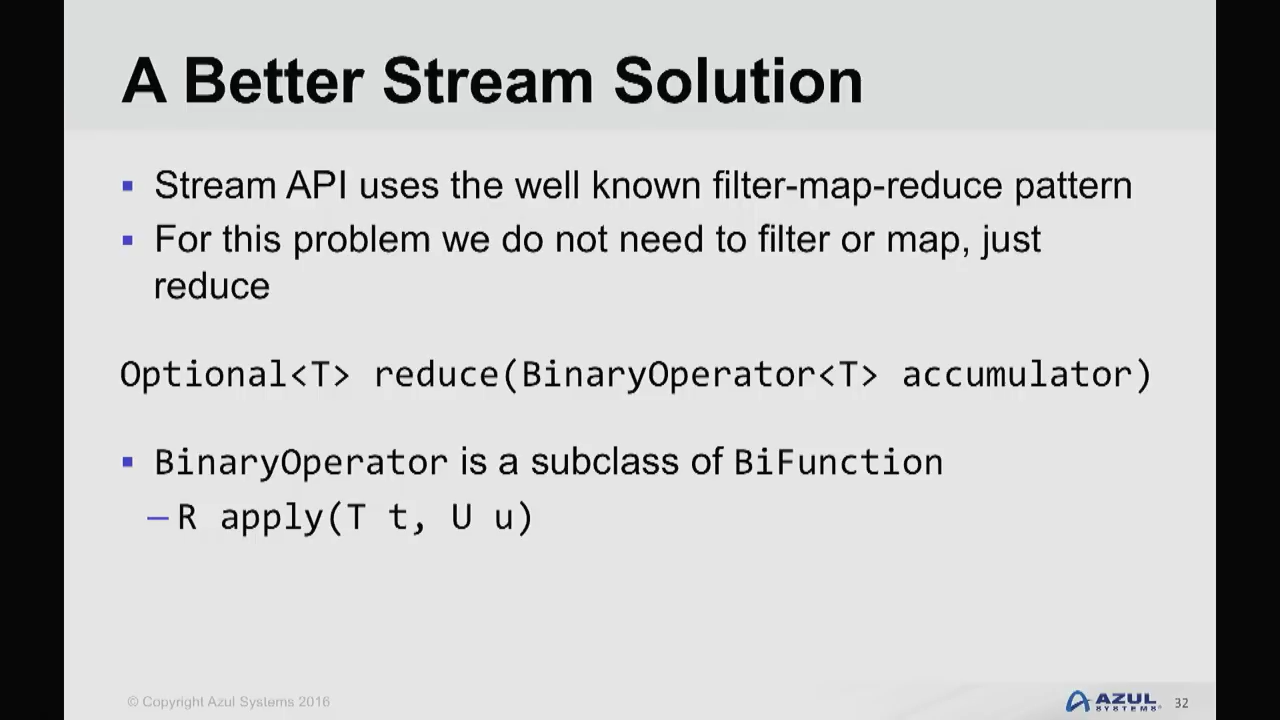 A Better Stream Solution
▪ Stream API uses the well known filter-map-reduce pattern
▪ For this problem we do not need to filter or map, just
reduce
Optional<T> reduce(BinaryOperator<T> accumulator)
▪ BinaryOperator is a subclass of BiFunction
– R apply(T t, U u)
© Copyright Azul Systems 2016
AZUL
SYSTEMS
32